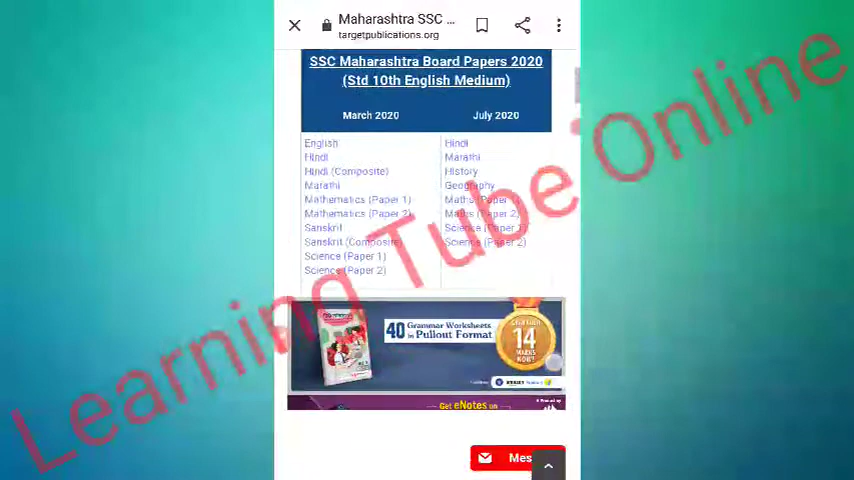 Maharashtra SSC ...
targetpublications.org
SSC Maharashtra Board Papers 2020
(Std 10th English Medium)
March 2020 July 2020
English Hindi
Hindi Marathi
Hindi (Composite) History
Marathi Geography
Mathematics (Paper 1) Maths (Paper 1)
Mathematics (Paper 2) Maths (Paper 2)
Sanskrit Science (Paper 1)
Sanskrit (Composite) Science (Paper 2)
Science (Paper 1)
Science (Paper 2)
40 Grammar Worksheets
in Pullout Format
14
MARKS
Get eNotes on
Mes
Learning Tube Online